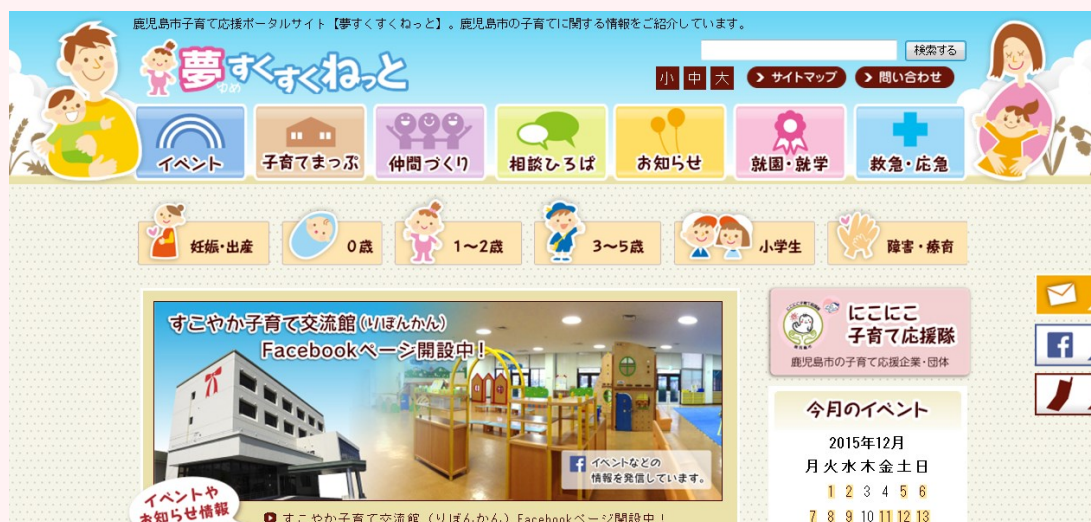 鹿児島市子育て応援ポータルサイト【夢すくすくねっと】。鹿児島市の子育てに関する情報をご紹介しています。
夢すくすくねっと
ゆめ
検索する
小 中 大 サイトマップ 問い合わせ
イベント 子育てまっぷ 仲間づくり 相談ひろば お知らせ 就園・就学 救急・応急
妊娠・出産 0歳 1~2歳 3~5歳 小学生 障害・療育
すこやか子育て交流館(りぼんかん)
Facebookページ開設中!
イベントなどの
情報を発信しています。
イベントや
お知らせ情報
すこやか子育て交流館(りぼんかん)Facebookページ開設中!
にこにこ
子育て応援隊
鹿児島市の子育て応援企業・団体
今月のイベント
2015年12月
月 火 水 木 金 土 日
1 2 3 4 5 6
7 8 9 10 11 12 13